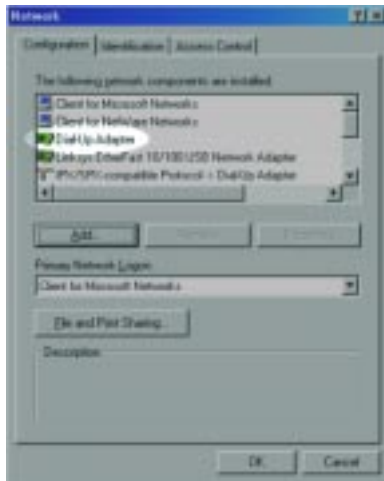 Network
Configuration Identification Access Control
The following network components are installed:
Client for Microsoft Networks
Client for NetWare Networks
Dial-Up Adapter
Linksys EtherFast 10/100 USB Network Adapter
IPX/SPX-compatible Protocol -> Dial-Up Adapter
Add... Remove Properties
Primary Network Logon:
Client for Microsoft Networks
File and Print Sharing...
Description
OK Cancel